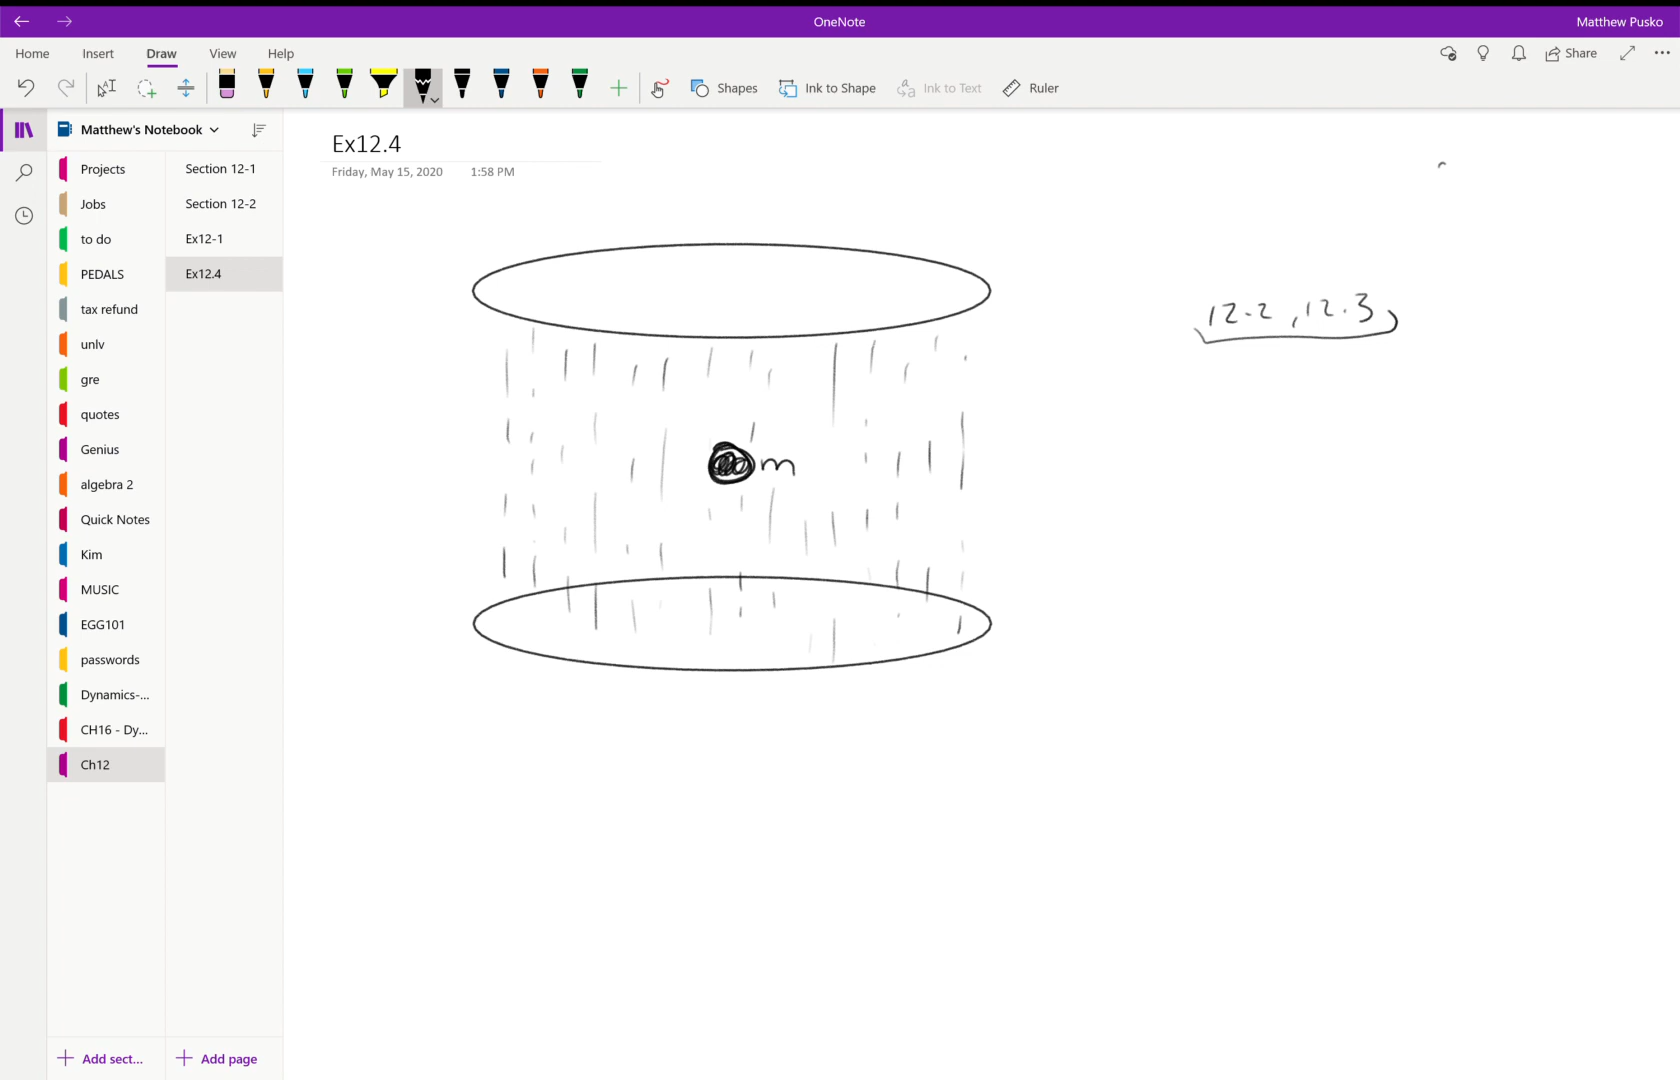 OneNote
Matthew Pusko
Home Insert Draw View Help
Share
Shapes Ink to Shape Ink to Text Ruler
Matthew's Notebook
Projects
Jobs
to do
PEDALS
tax refund
unlv
gre
quotes
Genius
algebra 2
Quick Notes
Kim
MUSIC
EGG101
passwords
Dynamics-...
CH16 - Dy...
Ch12
Add sect...
Section 12-1
Section 12-2
Ex12-1
Ex12.4
Add page
Ex12.4
Friday, May 15, 2020 1:58 PM
12.2, 12.3
m